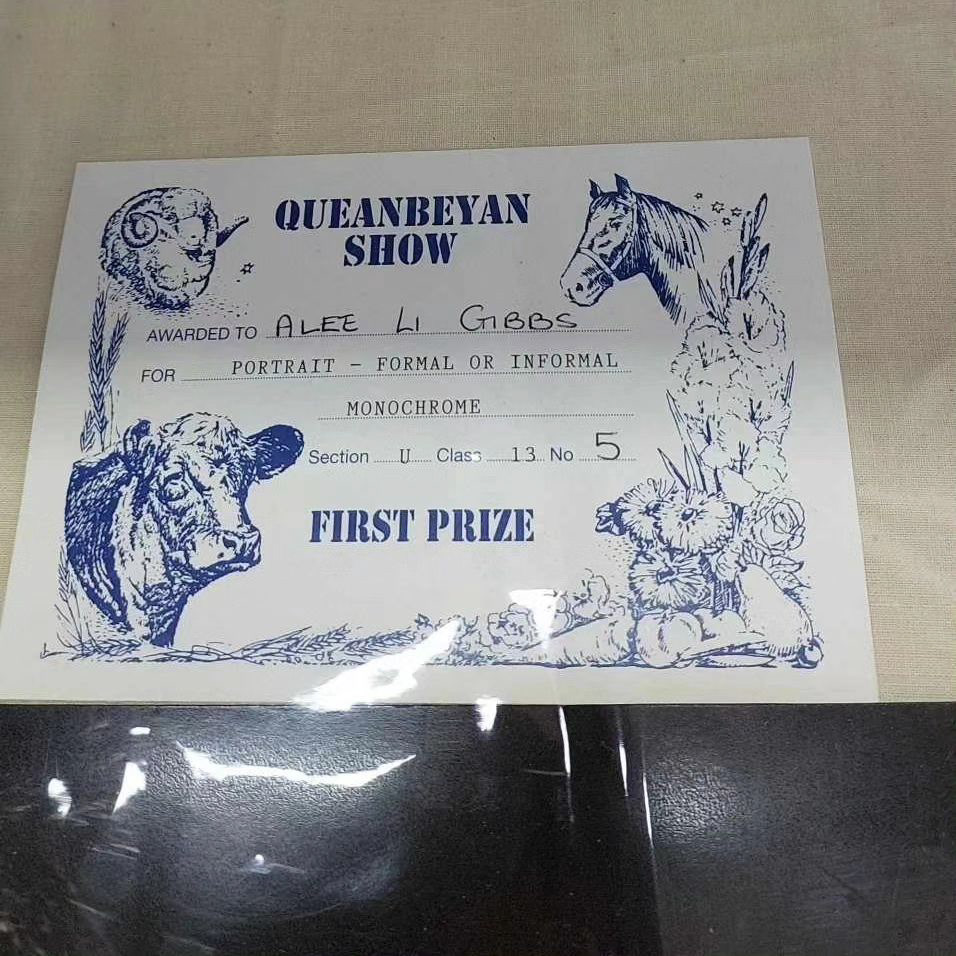 QUEANBEYAN
SHOW
AWARDED TO ALEE LI GIBBS
FOR PORTRAIT - FORMAL OR INFORMAL
MONOCHROME
Section U Class 13 No 5
FIRST PRIZE